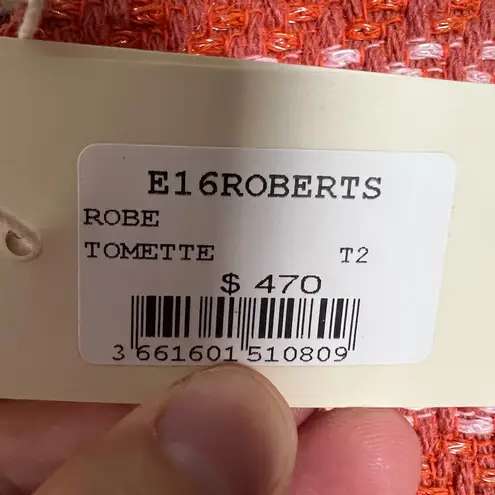 E16ROBERTS
ROBE
TOMETTE T2
$ 470
3 661601 510809